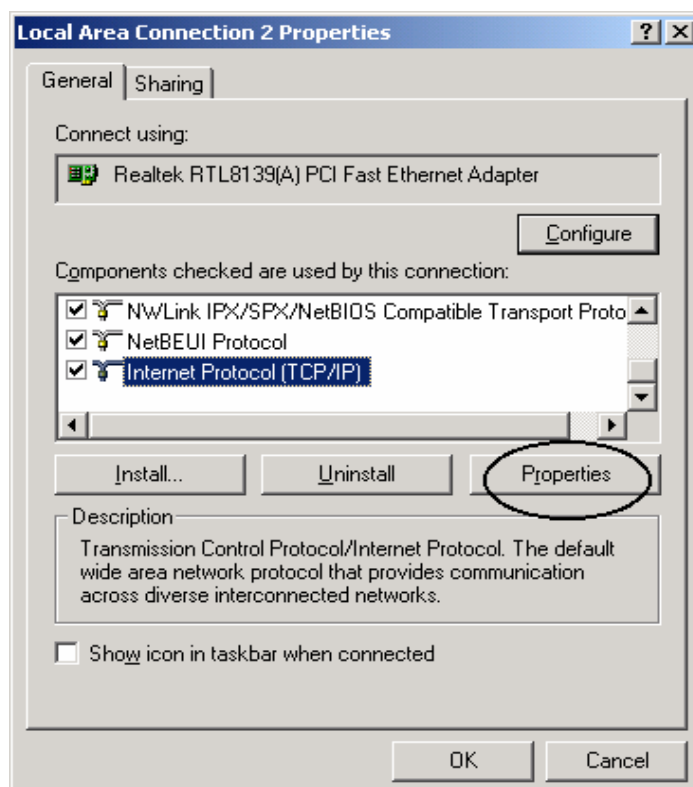 Local Area Connection 2 Properties
General Sharing
Connect using:
Realtek RTL8139(A) PCI Fast Ethernet Adapter
Configure
Components checked are used by this connection:
NWLink IPX/SPX/NetBIOS Compatible Transport Proto
NetBEUI Protocol
Internet Protocol (TCP/IP)
Install... Uninstall Properties
Description
Transmission Control Protocol/Internet Protocol. The default
wide area network protocol that provides communication
across diverse interconnected networks.
Show icon in taskbar when connected
OK Cancel